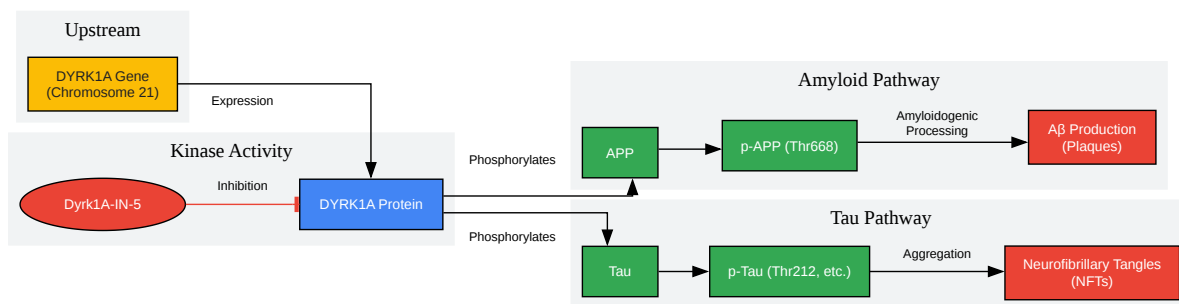 Upstream
DYRK1A Gene
(Chromosome 21)
Expression
Kinase Activity
Dyrk1A-IN-5
Inhibition
DYRK1A Protein
Phosphorylates
Phosphorylates
Amyloid Pathway
APP
p-APP (Thr668)
Amyloidogenic
Processing
Aβ Production
(Plaques)
Tau Pathway
Tau
p-Tau (Thr212, etc.)
Aggregation
Neurofibrillary Tangles
(NFTs)